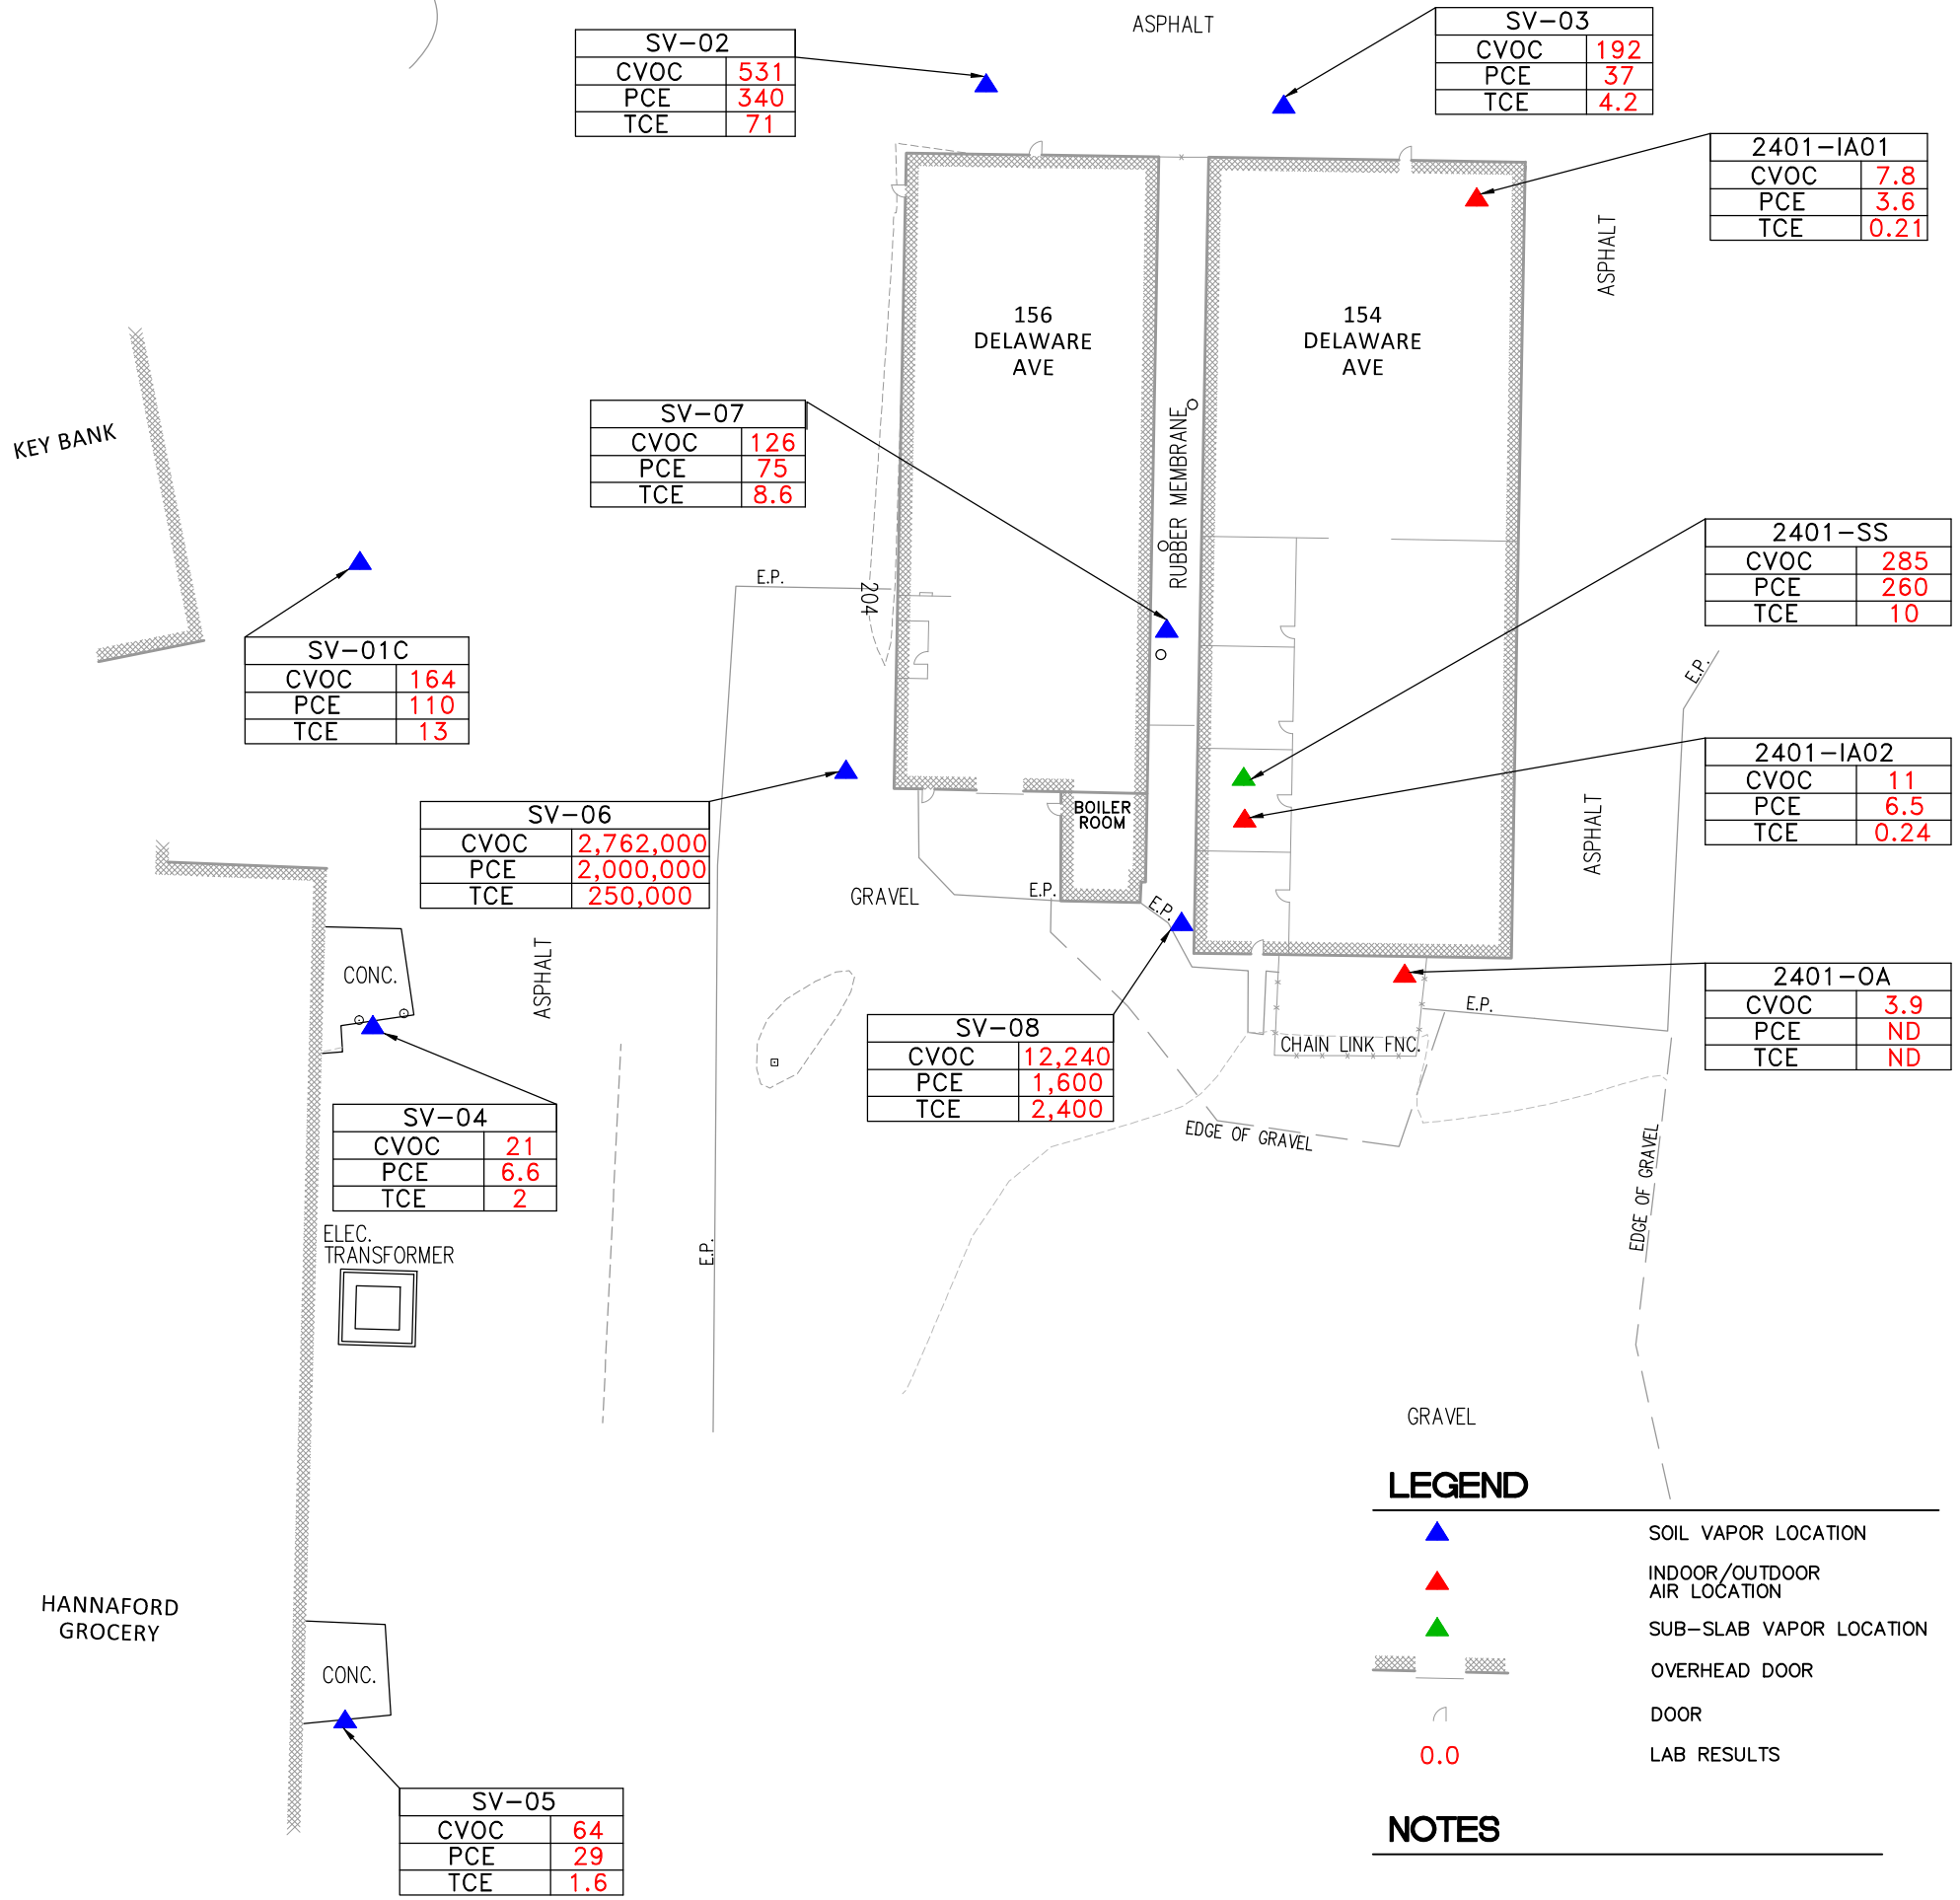 ASPHALT
SV-02
CVOC 531
PCE 340
TCE 71
SV-03
CVOC 192
PCE 37
TCE 4.2
2401-IA01
CVOC 7.8
PCE 3.6
TCE 0.21
ASPHALT
156
DELAWARE
AVE
154
DELAWARE
AVE
KEY BANK
SV-07
CVOC 126
PCE 75
TCE 8.6
RUBBER MEMBRANE
2401-SS
CVOC 285
PCE 260
TCE 10
E.P.
204
SV-01C
CVOC 164
PCE 110
TCE 13
E.P.
2401-IA02
CVOC 11
PCE 6.5
TCE 0.24
SV-06
CVOC 2,762,000
PCE 2,000,000
TCE 250,000
BOILER
ROOM
ASPHALT
GRAVEL
E.P.
E.P.
ASPHALT
CONC.
2401-OA
CVOC 3.9
PCE ND
TCE ND
E.P.
SV-08
CVOC 12,240
PCE 1,600
TCE 2,400
CHAIN LINK FNC.
SV-04
CVOC 21
PCE 6.6
TCE 2
EDGE OF GRAVEL
EDGE OF GRAVEL
ELEC.
TRANSFORMER
E.P.
GRAVEL
LEGEND
SOIL VAPOR LOCATION
INDOOR/OUTDOOR
AIR LOCATION
SUB-SLAB VAPOR LOCATION
OVERHEAD DOOR
DOOR
0.0 LAB RESULTS
HANNAFORD
GROCERY
CONC.
SV-05
CVOC 64
PCE 29
TCE 1.6
NOTES